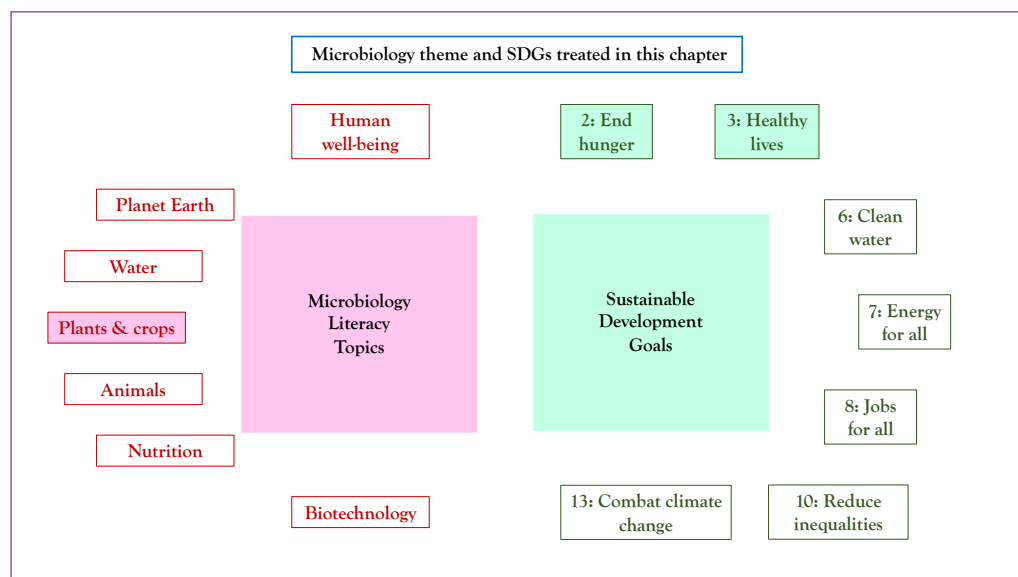 Microbiology theme and SDGs treated in this chapter
Human
well-being
2: End
hunger
3: Healthy
lives
Planet Earth
6: Clean
water
Water
Microbiology
Literacy
Topics
Sustainable
Development
Goals
Plants & crops
7: Energy
for all
Animals
8: Jobs
for all
Nutrition
Biotechnology
13: Combat climate
change
10: Reduce
inequalities